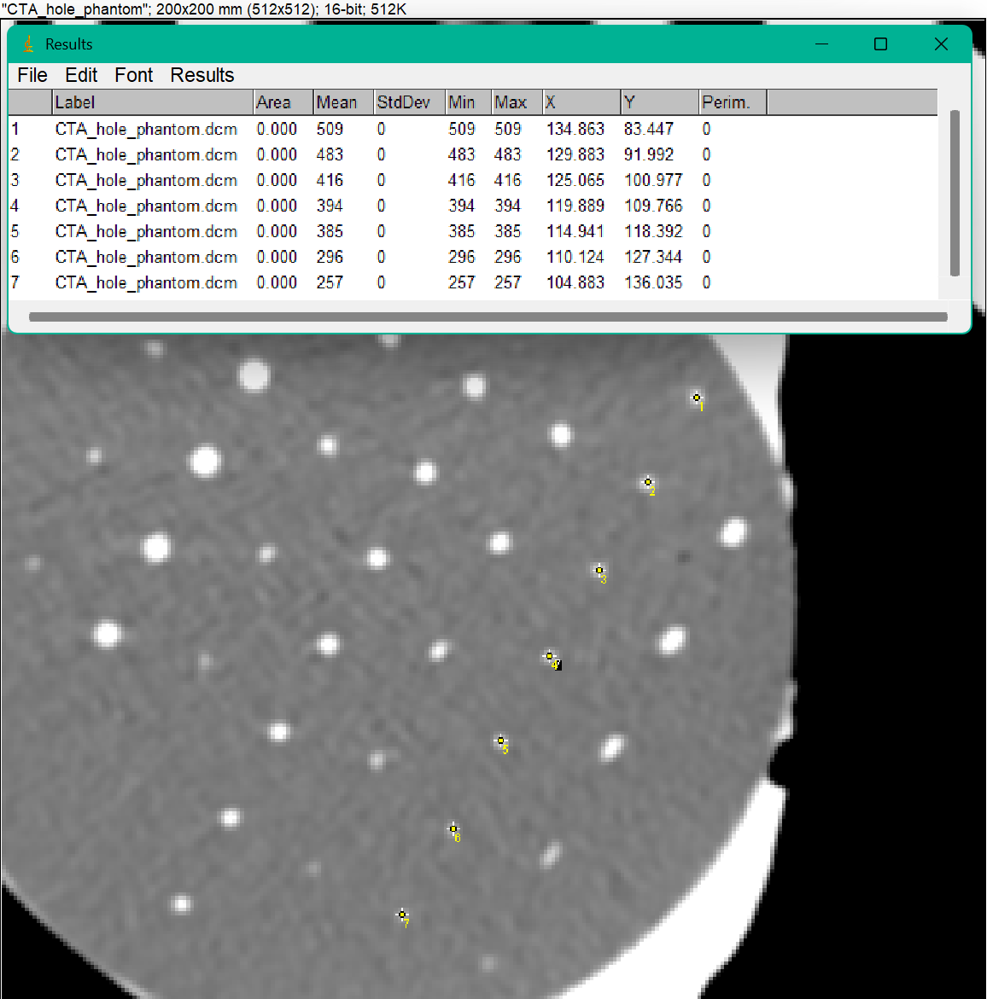 "CTA_hole_phantom"; 200x200 mm (512x512); 16-bit; 512K
Results
File Edit Font Results
Label Area Mean StdDev Min Max X Y Perim.
1 CTA_hole_phantom.dcm 0.000 509 0 509 509 134.863 83.447 0
2 CTA_hole_phantom.dcm 0.000 483 0 483 483 129.883 91.992 0
3 CTA_hole_phantom.dcm 0.000 416 0 416 416 125.065 100.977 0
4 CTA_hole_phantom.dcm 0.000 394 0 394 394 119.889 109.766 0
5 CTA_hole_phantom.dcm 0.000 385 0 385 385 114.941 118.392 0
6 CTA_hole_phantom.dcm 0.000 296 0 296 296 110.124 127.344 0
7 CTA_hole_phantom.dcm 0.000 257 0 257 257 104.883 136.035 0
1
2
3
4
5
6
7